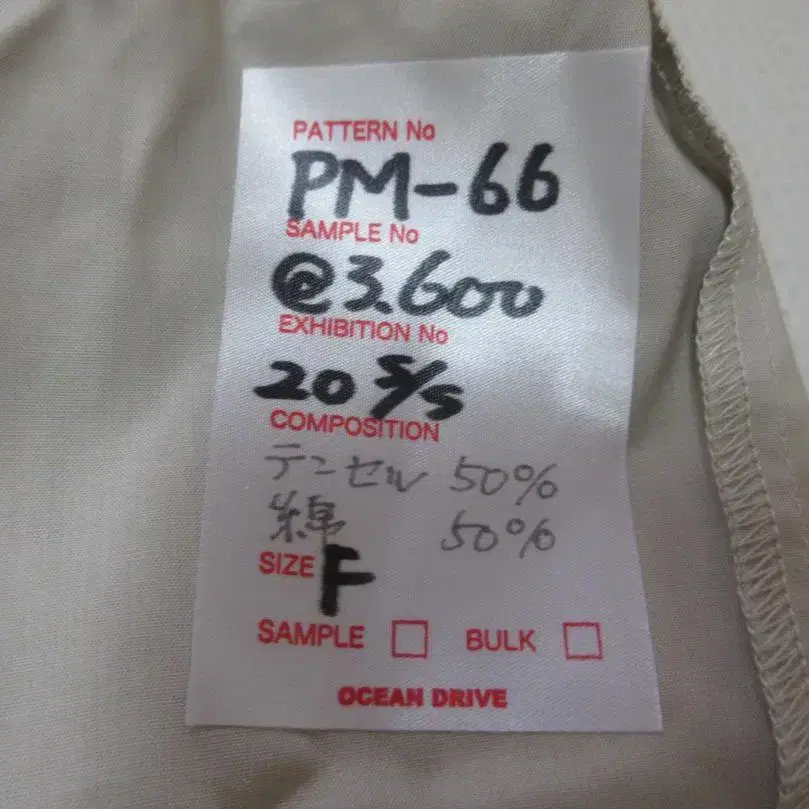 PATTERN No
PM-66
SAMPLE No
@3.600
EXHIBITION No
20 S/S
COMPOSITION
テンセル 50%
綿 50%
SIZE F
SAMPLE □ BULK □
OCEAN DRIVE